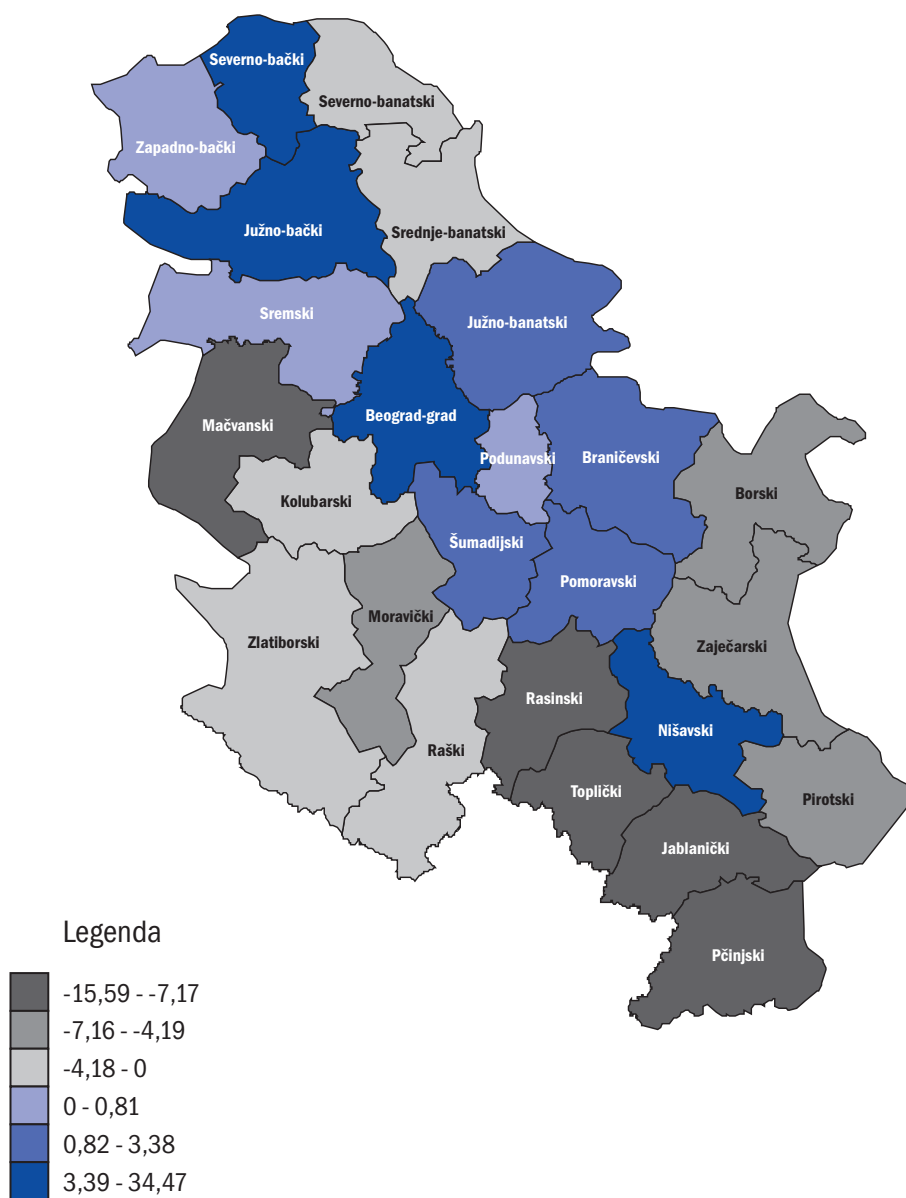 Severno-bački
Severno-banatski
Zapadno-bački
Južno-bački
Srednje-banatski
Sremski
Južno-banatski
Mačvanski
Beograd-grad
Podunavski
Braničevski
Kolubarski
Borski
Šumadijski
Pomoravski
Moravički
Zlatiborski
Zaječarski
Rasinski
Nišavski
Raški
Toplički
Pirotski
Jablanički
Pčinjski
Legenda
-15,59 - -7,17
-7,16 - -4,19
-4,18 - 0
0 - 0,81
0,82 - 3,38
3,39 - 34,47